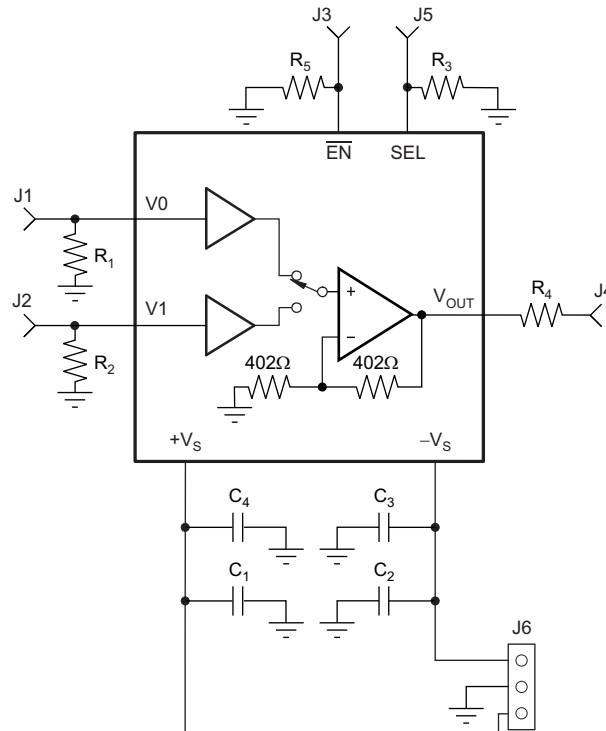 J3 J5
R5 R3
EN SEL
J1 V0
R1
J2 V1
R2
+
−
VOUT R4 J4
402Ω 402Ω
+VS −VS
C4 C3
C1 C2
J6